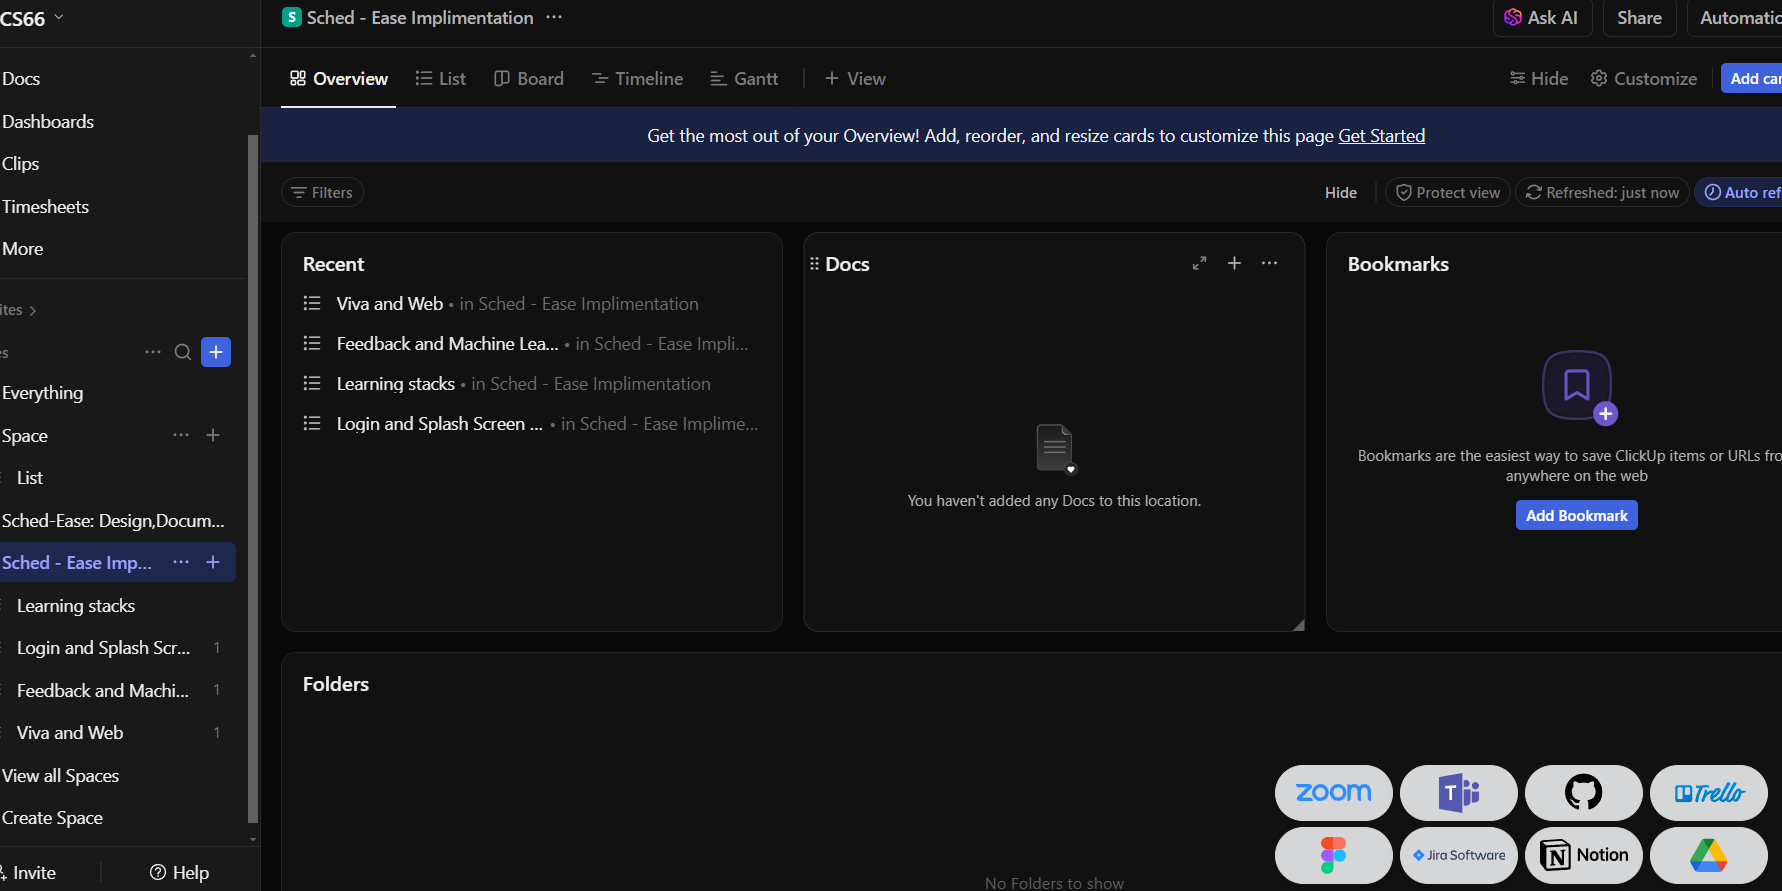 CS66
Docs
Dashboards
Clips
Timesheets
More
ites
es
Everything
Space
List
Sched-Ease: Design,Docum...
Sched - Ease Imp...
Learning stacks
Login and Splash Scr... 1
Feedback and Machi... 1
Viva and Web 1
View all Spaces
Create Space
Invite Help
S Sched - Ease Implimentation
Ask AI Share Automatic
Overview List Board Timeline Gantt + View
Hide Customize Add car
Get the most out of your Overview! Add, reorder, and resize cards to customize this page Get Started
Filters
Hide Protect view Refreshed: just now Auto ref
Recent
Viva and Web • in Sched - Ease Implimentation
Feedback and Machine Lea... • in Sched - Ease Impli...
Learning stacks • in Sched - Ease Implimentation
Login and Splash Screen ... • in Sched - Ease Implime...
Docs
You haven't added any Docs to this location.
Bookmarks
Bookmarks are the easiest way to save ClickUp items or URLs fro
anywhere on the web
Add Bookmark
Folders
No Folders to show
zoom T Trello
Jira Software N Notion